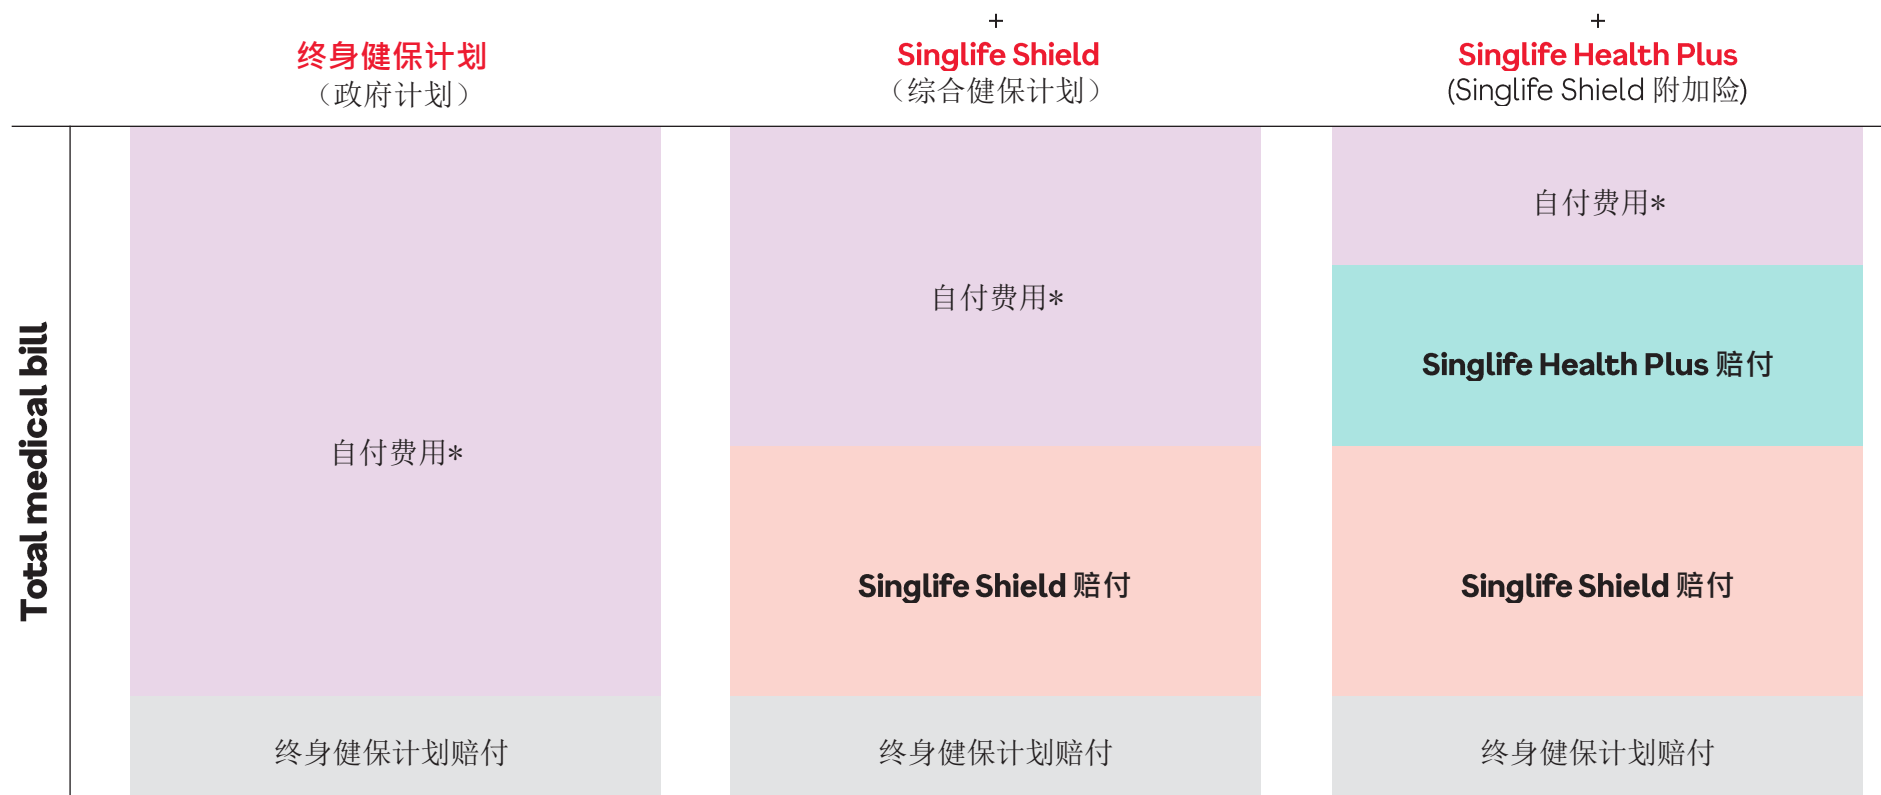 终身健保计划
（政府计划）
+
Singlife Shield
（综合健保计划）
+
Singlife Health Plus
(Singlife Shield 附加险)
Total medical bill
自付费用*
终身健保计划赔付
自付费用*
Singlife Shield 赔付
终身健保计划赔付
自付费用*
Singlife Health Plus 赔付
Singlife Shield 赔付
终身健保计划赔付